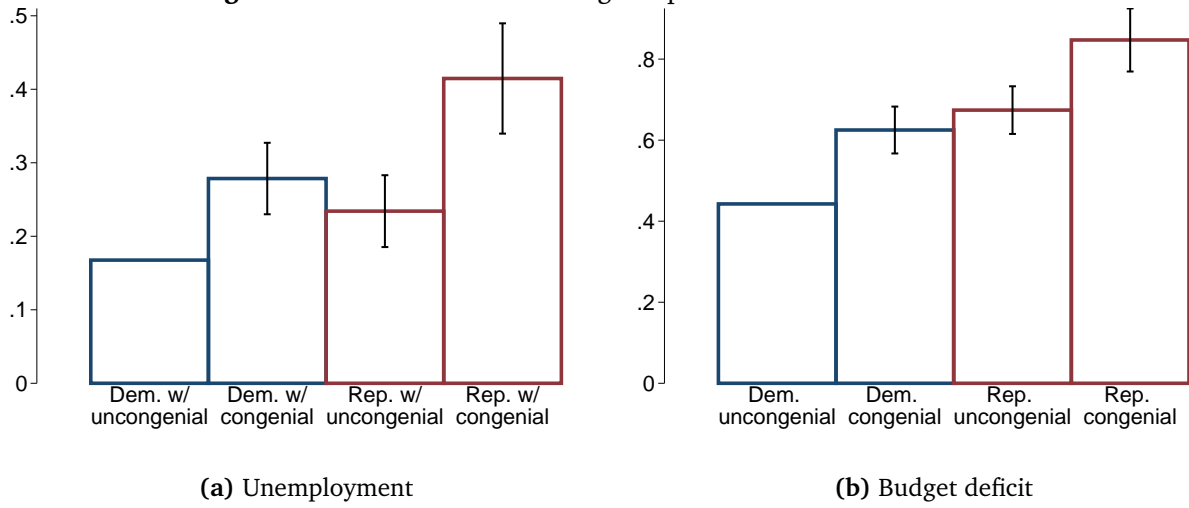 .5
.4
.3
.2
.1
0
Dem. w/ uncongenial
Dem. w/ congenial
Rep. w/ uncongenial
Rep. w/ congenial
(a) Unemployment
.8
.6
.4
.2
0
Dem. uncongenial
Dem. congenial
Rep. uncongenial
Rep. congenial
(b) Budget deficit